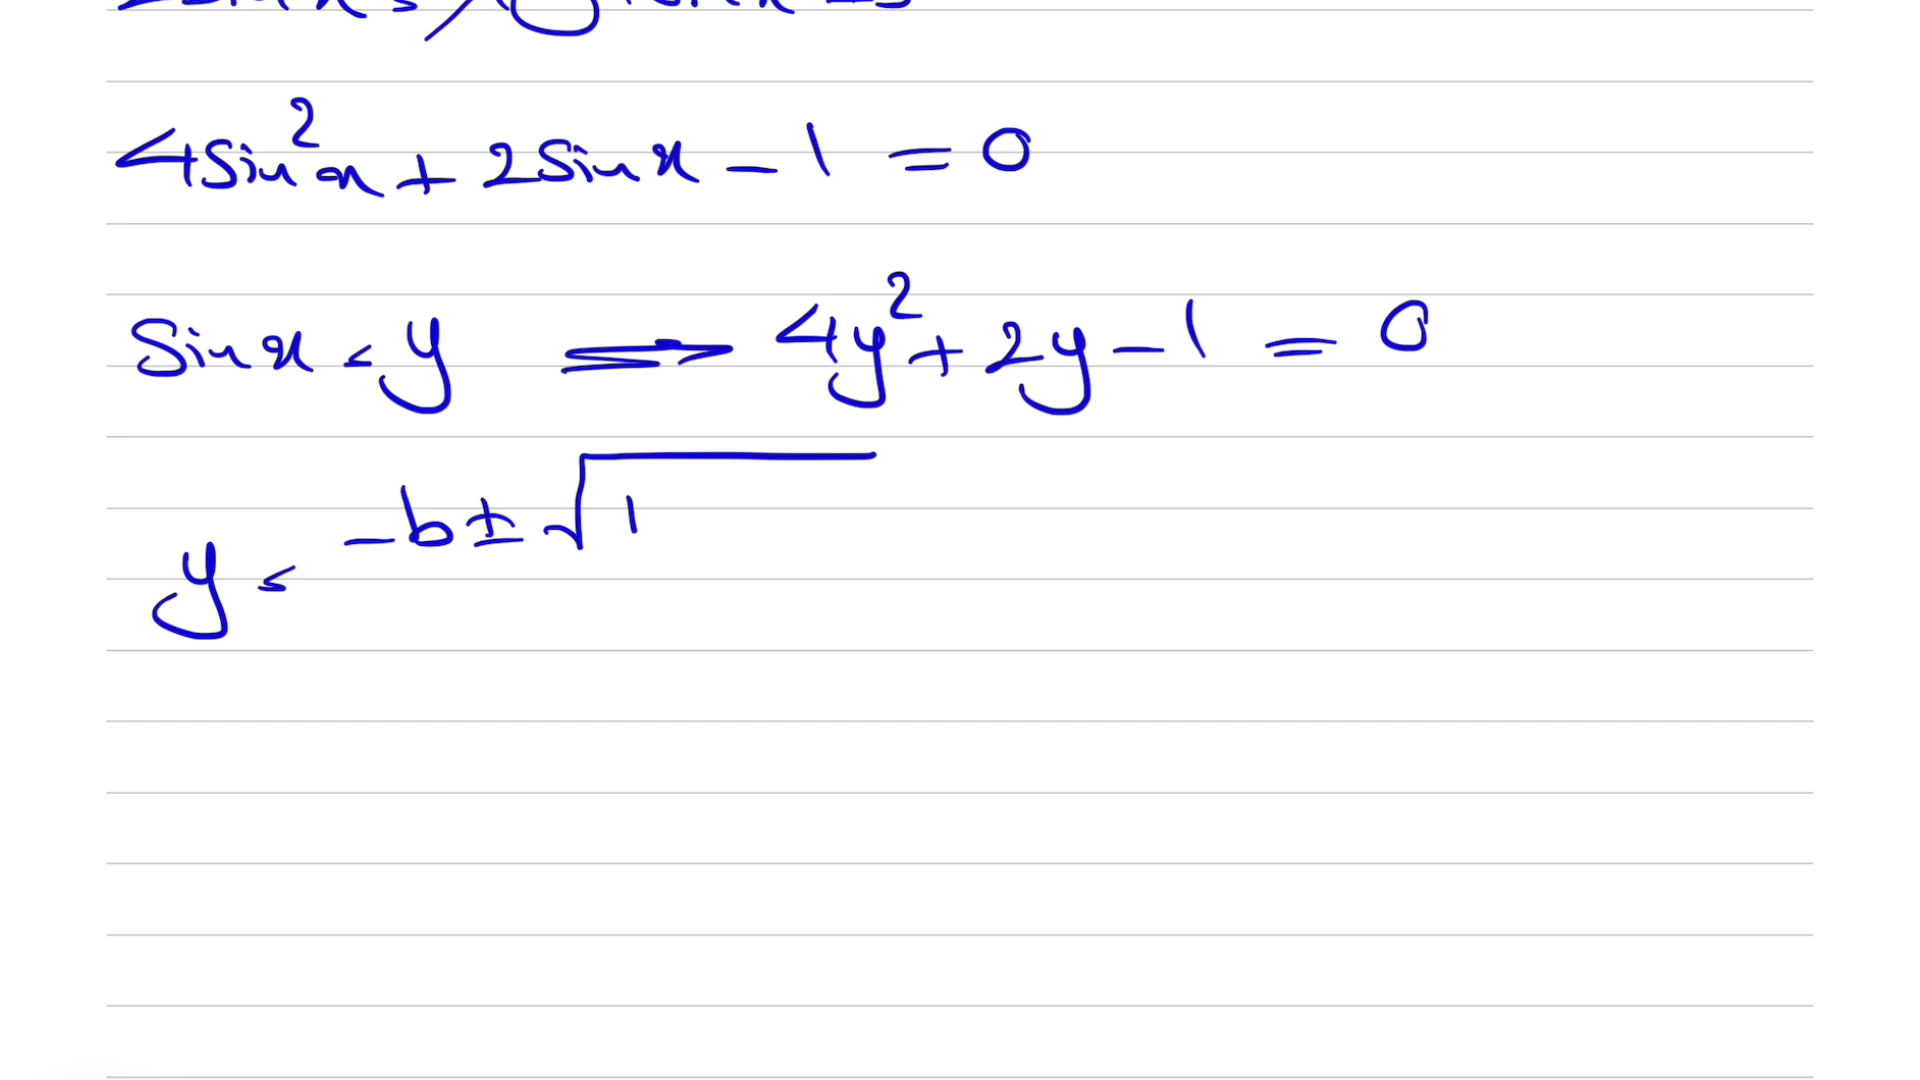 4sin²x + 2sinx - 1 = 0
sinx = y ⟹ 4y² + 2y - 1 = 0
y = -b ± √1